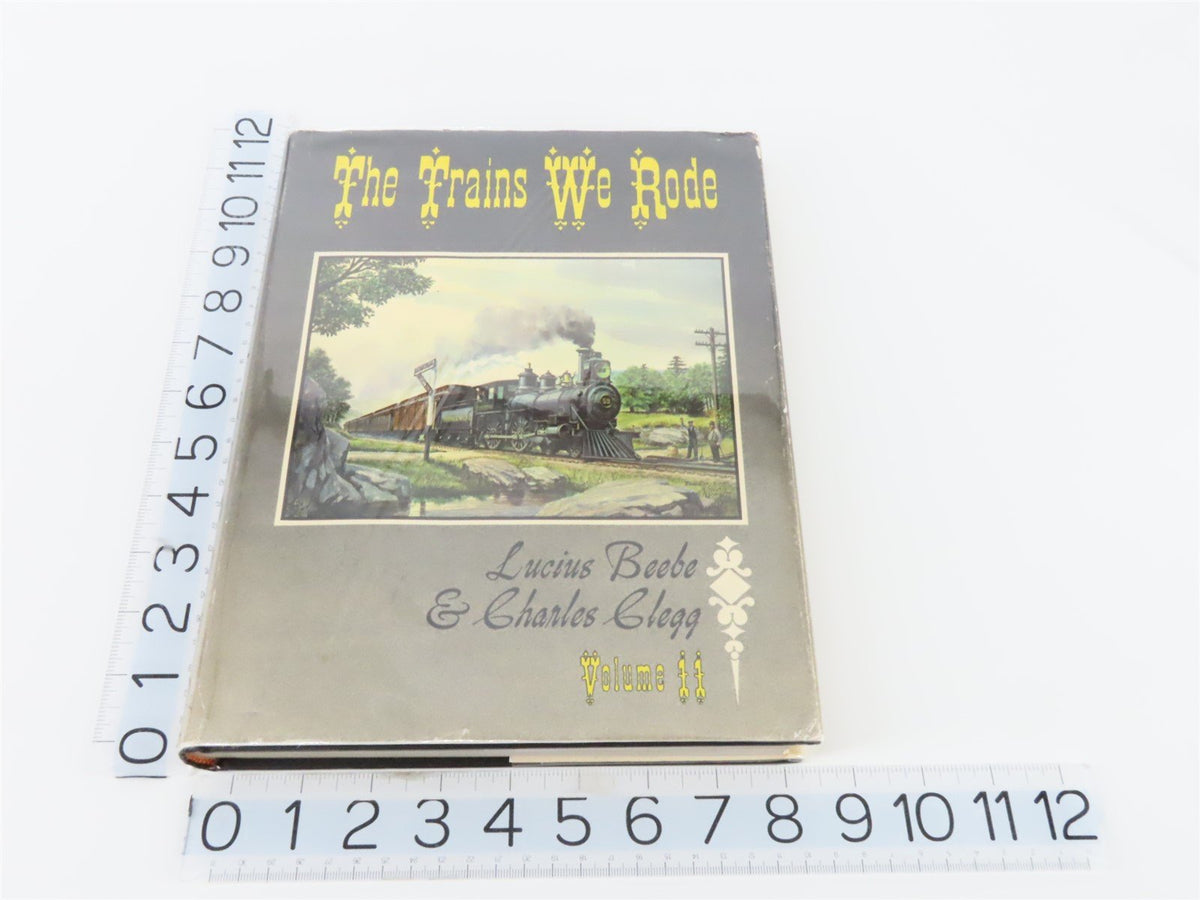 The Trains We Rode
Lucius Beebe
& Charles Clegg
Volume 11
0 1 2 3 4 5 6 7 8 9 10 11 12
0 1 2 3 4 5 6 7 8 9 10 11 12